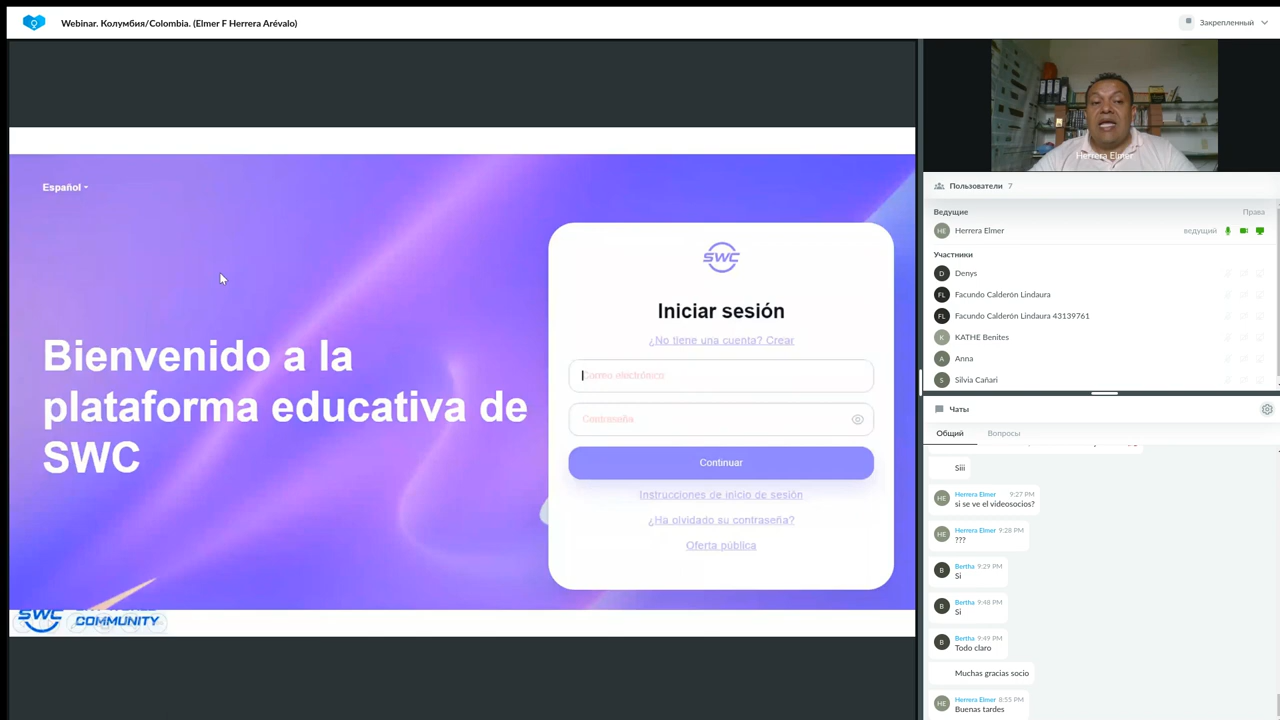 Webinar. Колумбия/Colombia. (Elmer F Herrera Arévalo)
Закрепленный
Español
Bienvenido a la
plataforma educativa de
SWC
SWC
Iniciar sesión
¿No tiene una cuenta? Crear
Correo electrónico
Contraseña
Continuar
Instrucciones de inicio de sesión
¿Ha olvidado su contraseña?
Oferta pública
SWC
COMMUNITY
Herrera Elmer
Пользователи 7
Ведущие Права
HE Herrera Elmer ведущий
Участники
D Denys
FL Facundo Calderón Lindaura
FL Facundo Calderón Lindaura 43139761
K KATHE Benites
A Anna
S Silvia Cañari
Чаты
Общий Вопросы
Siii
HE Herrera Elmer 9:27 PM
si se ve el videosocios?
HE Herrera Elmer 9:28 PM
???
B Bertha 9:29 PM
Si
B Bertha 9:48 PM
Si
B Bertha 9:49 PM
Todo claro
Muchas gracias socio
HE Herrera Elmer 8:55 PM
Buenas tardes